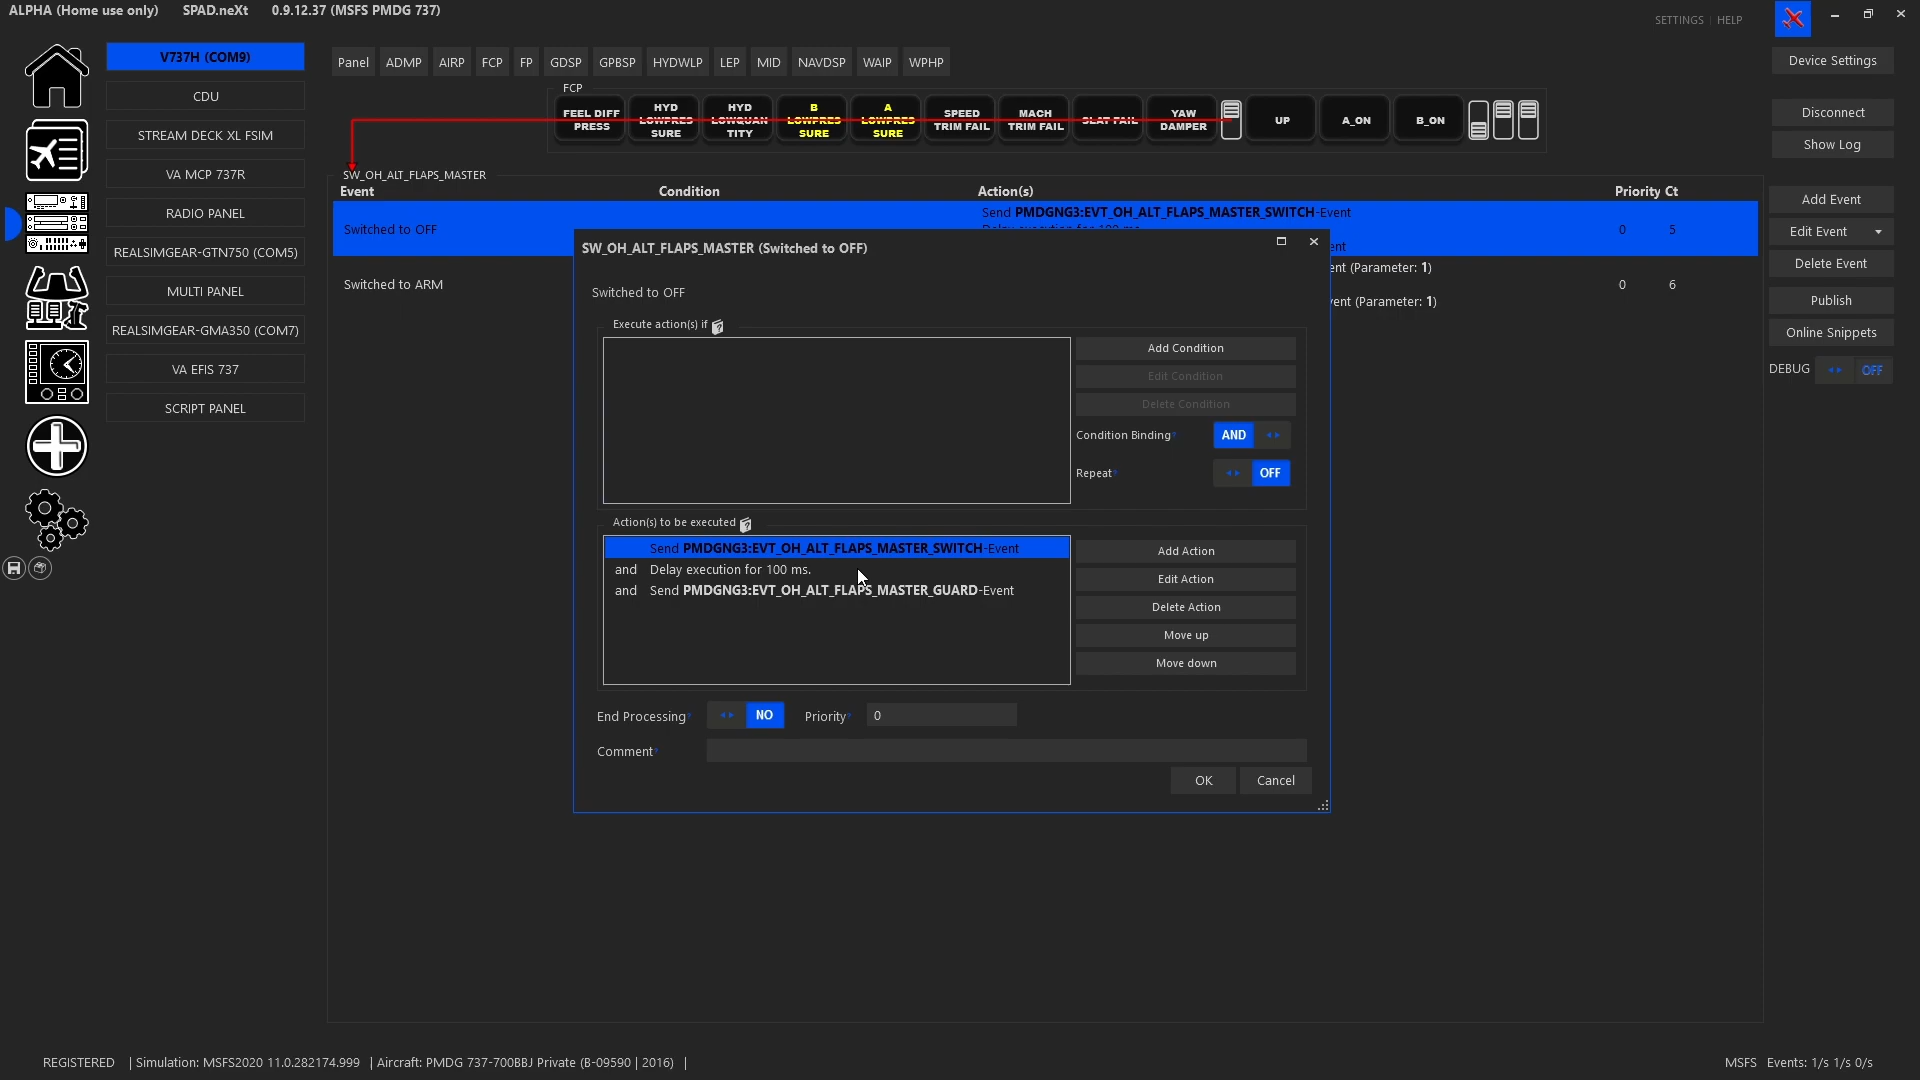 ALPHA (Home use only) SPAD.neXt 0.9.12.37 (MSFS PMDG 737)
SETTINGS | HELP
V737H (COM9)
CDU
STREAM DECK XL FSIM
VA MCP 737R
RADIO PANEL
REALSIMGEAR-GTN750 (COM5)
MULTI PANEL
REALSIMGEAR-GMA350 (COM7)
VA EFIS 737
SCRIPT PANEL
Panel ADMP AIRP FCP FP GDSP GPBSP HYDWLP LEP MID NAVDSP WAIP WPHP
FCP
FEEL DIFF PRESS
HYD LOWPRES SURE
HYD LOWQUAN TITY
B LOWPRES SURE
A LOWPRES SURE
SPEED TRIM FAIL
MACH TRIM FAIL
SLAT FAIL
YAW DAMPER
UP
A_ON
B_ON
SW_OH_ALT_FLAPS_MASTER
Event Condition Action(s) Priority Ct
Send PMDGNG3:EVT_OH_ALT_FLAPS_MASTER_SWITCH-Event
Switched to OFF 0 5
ent (Parameter: 1)
Switched to ARM 0 6
vent (Parameter: 1)
SW_OH_ALT_FLAPS_MASTER (Switched to OFF)
Switched to OFF
Execute action(s) if
Add Condition
Edit Condition
Delete Condition
Condition Binding* AND
Repeat* OFF
Action(s) to be executed
Send PMDGNG3:EVT_OH_ALT_FLAPS_MASTER_SWITCH-Event
and Delay execution for 100 ms.
and Send PMDGNG3:EVT_OH_ALT_FLAPS_MASTER_GUARD-Event
Add Action
Edit Action
Delete Action
Move up
Move down
End Processing* NO Priority* 0
Comment*
OK Cancel
Device Settings
Disconnect
Show Log
Add Event
Edit Event
Delete Event
Publish
Online Snippets
DEBUG OFF
REGISTERED | Simulation: MSFS2020 11.0.282174.999 | Aircraft: PMDG 737-700BBJ Private (B-09590 | 2016) |
MSFS Events: 1/s 1/s 0/s